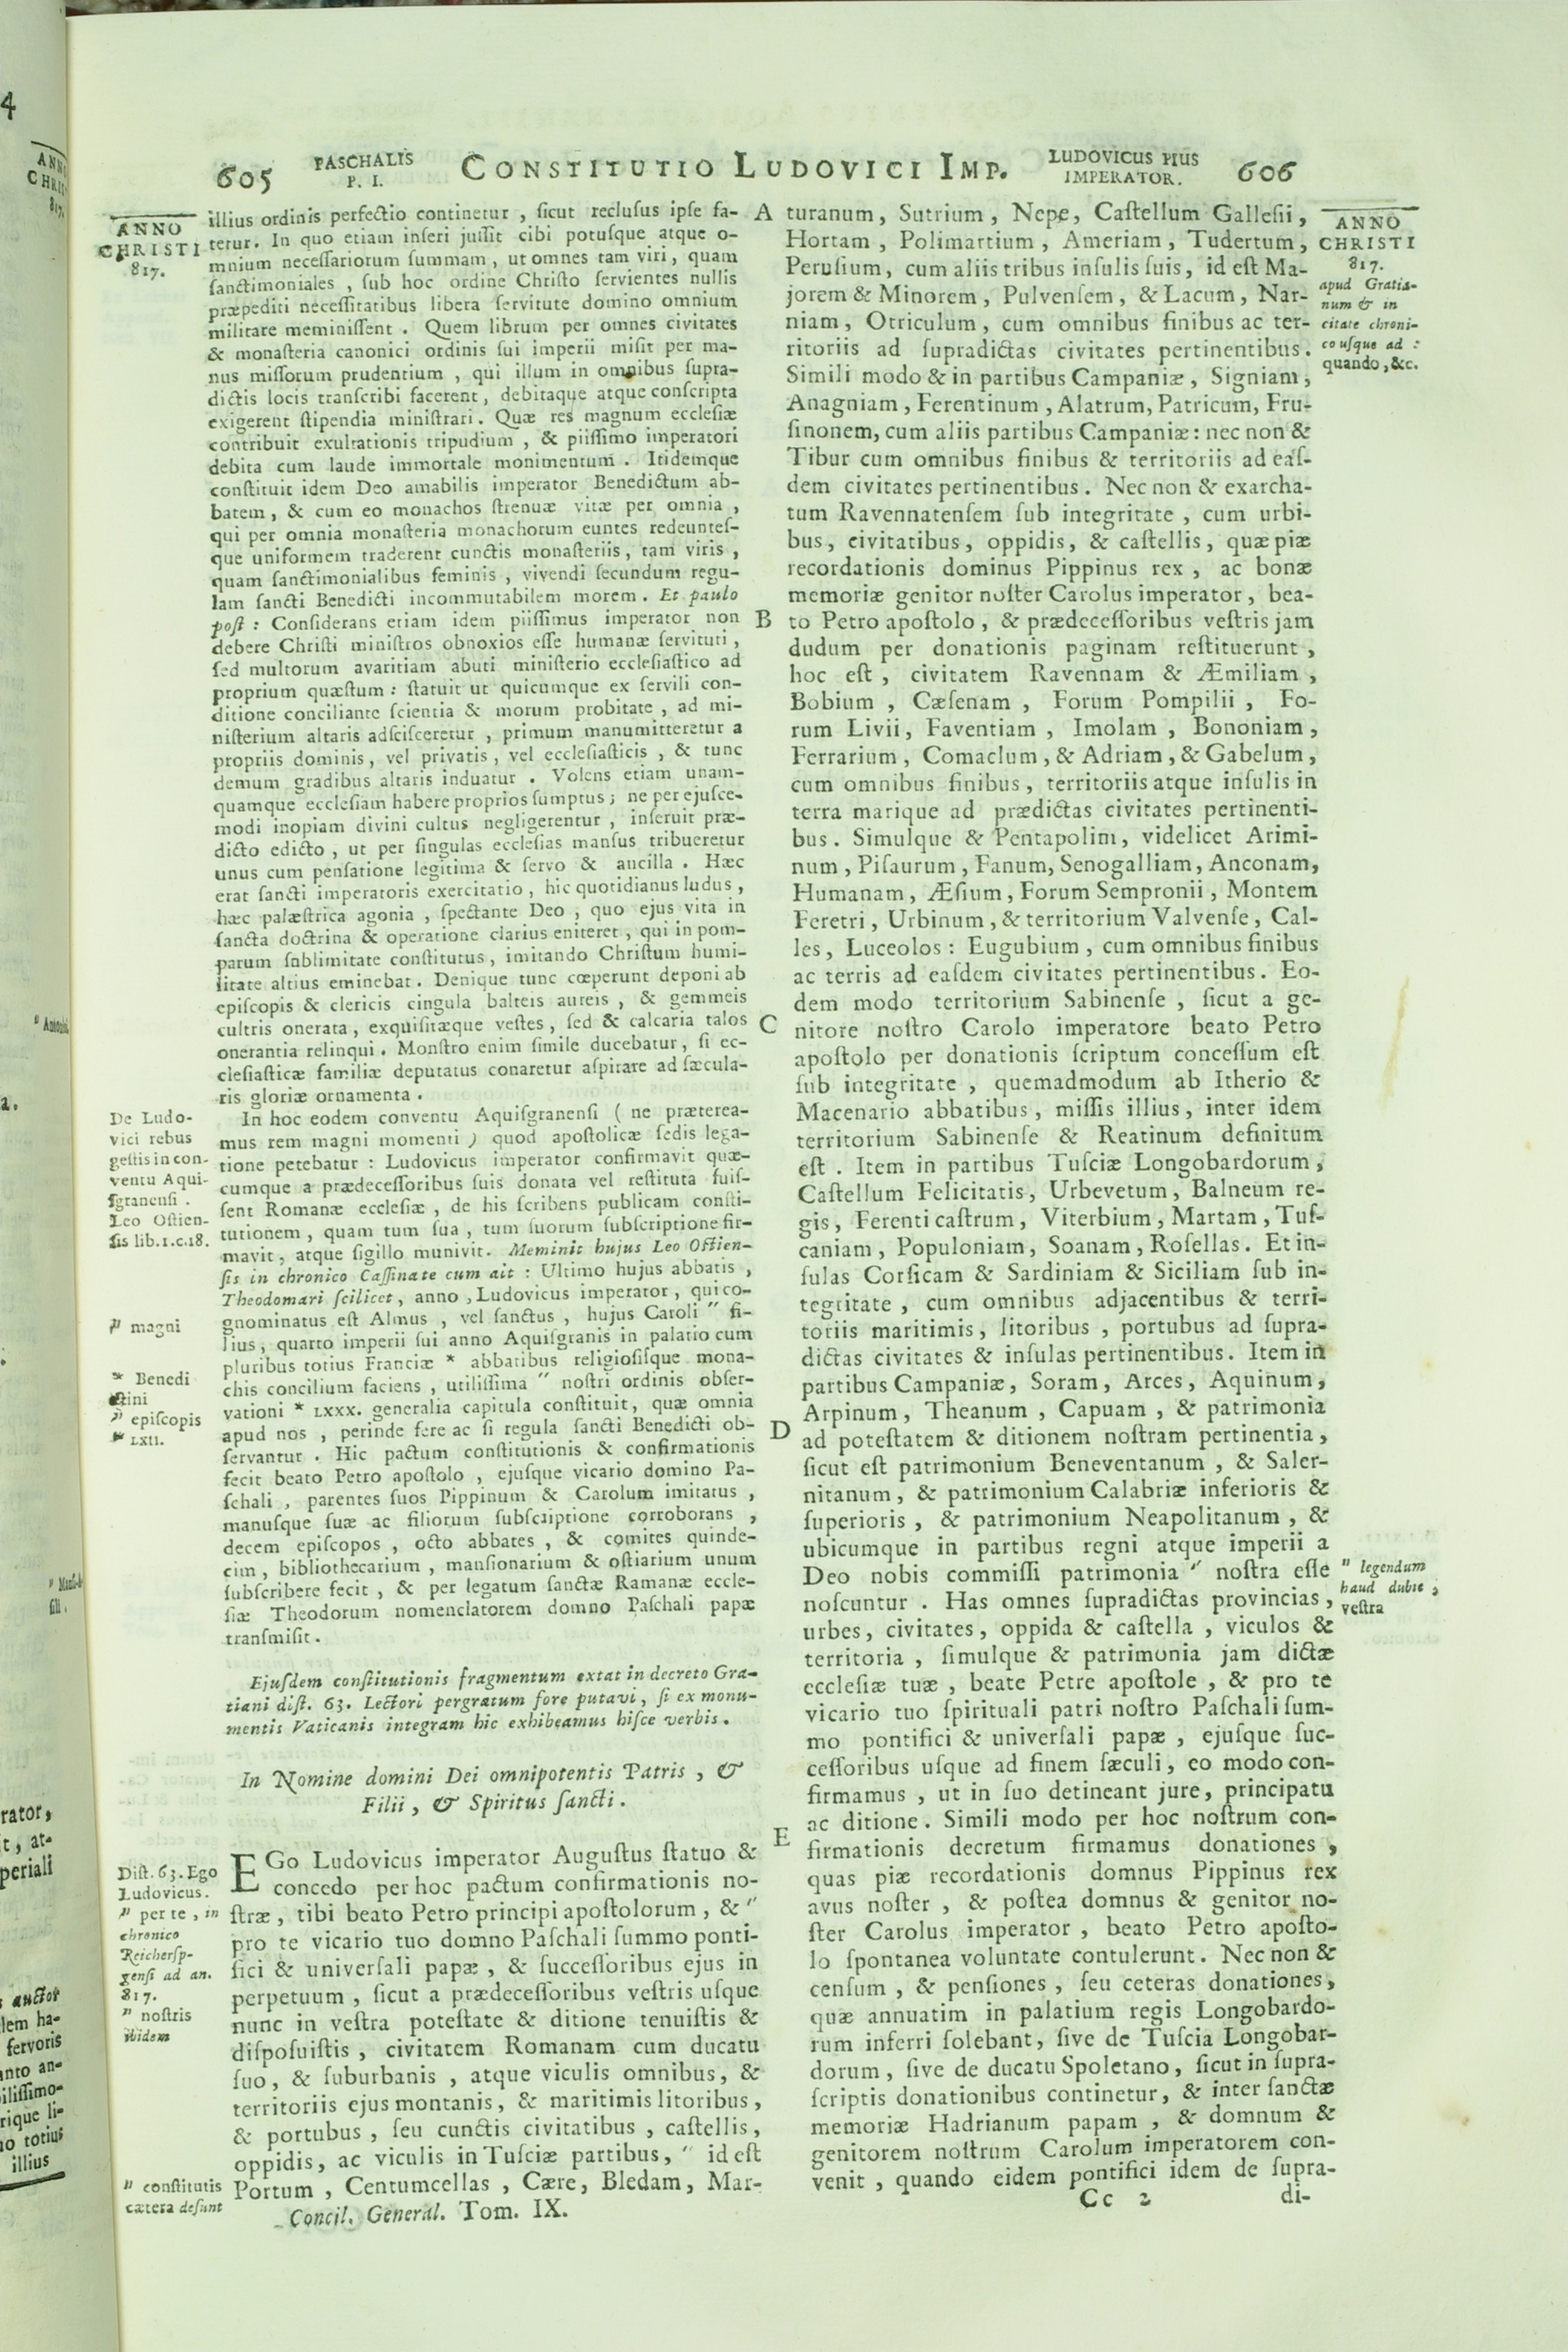 605
PASCHALIS
P. I.
CONSTITUTIO LUDOVICI IMP.
LUDOVICUS PIUS
IMPERATOR.
606
ANNO
CHRISTI
817.
illius ordinis perfectio continetur , ſicut recluſus ipſe fa-
tetur. In quo etiam inſeri juſſit cibi potuſque atque o-
mnium neceſſariorum ſummam , ut omnes tam viri , quam
ſanctimoniales , ſub hoc ordine Chriſto ſervientes nullis
præpediti neceſſitatibus libera ſervitute domino omnium
militare meminiſſent . Quem librum per omnes civitates
& monaſteria canonici ordinis ſui imperii miſit per ma-
nus miſſorum prudentium , qui illum in omnibus ſupra-
dictis locis tranſcribi facerent , debitaque atque conſcripta
exigerent ſtipendia miniſtrari . Quæ res magnum eccleſiæ
contribuit exultationis tripudium , & piiſſimo imperatori
debita cum laude immortale monimentum . Itidemque
conſtituit idem Deo amabilis imperator Benedictum ab-
batem , & cum eo monachos ſtrenuæ vitæ per omnia ,
qui per omnia monaſteria monachorum euntes redeunteſ-
que uniformem traderent cunctis monaſteriis , tam viris ,
quam ſanctimonialibus feminis , vivendi ſecundum regu-
lam ſancti Benedicti incommutabilem morem . Et paulo
poſt : Conſiderans etiam idem piiſſimus imperator non
debere Chriſti miniſtros obnoxios eſſe humanæ ſervituti ,
ſed multorum avaritiam abuti miniſterio eccleſiaſtico ad
proprium quæſtum : ſtatuit ut quicumque ex ſervili con-
ditione conciliante ſcientia & morum probitate , ad mi-
niſterium altaris adſciſceretur , primum manumitteretur a
propriis dominis , vel privatis , vel eccleſiaſticis , & tunc
demum gradibus altaris induatur . Volens etiam unam-
quamque eccleſiam habere proprios ſumptus ; ne per ejuſce-
modi inopiam divini cultus negligerentur , inſeruit præ-
dicto edicto , ut per ſingulas eccleſias manſus tribueretur
unus cum penſatione legitima & ſervo & ancilla . Hæc
erat ſancti imperatoris exercitatio , hic quotidianus ludus ,
hæc palæſtrica agonia , ſpectante Deo , quo ejus vita in
ſancta doctrina & operatione clarius eniteret , qui in pom-
parum ſublimitate conſtitutus , imitando Chriſtum humi-
litate altius eminebat . Denique tunc cœperunt deponi ab
epiſcopis & clericis cingula balteis aureis , & gemmeis
cultris onerata , exquiſitæque veſtes , ſed & calcaria talos
onerantia relinqui . Monſtro enim ſimile ducebatur , ſi ec-
cleſiaſticæ familiæ deputatus conaretur aſpirare ad ſæcula-
ris gloriæ ornamenta .
De Ludo-
vici rebus
geſtis in con-
ventu Aqui-
ſgranenſi .
Leo Oſtien-
ſis lib. 1. c. 18.
In hoc eodem conventu Aquiſgranenſi ( ne præterea-
mus rem magni momenti ) quod apoſtolicæ ſedis lega-
tione petebatur : Ludovicus imperator confirmavit quæ-
cumque a prædeceſſoribus ſuis donata vel reſtituta fuiſ-
ſent Romanæ eccleſiæ , de his ſcribens publicam conſti-
tutionem , quam tum ſua , tum ſuorum ſubſcriptione fir-
mavit , atque ſigillo munivit . Meminit hujus Leo Oſtien-
ſis in chronico Caſſinate cum ait : Ultimo hujus abbatis ,
Theodomari ſcilicet , anno , Ludovicus imperator , qui co-
gnominatus eſt Almus , vel ſanctus , hujus Caroli " fi-
lius , quarto imperii ſui anno Aquiſgranis in palatio cum
pluribus totius Franciæ * abbatibus religioſiſque mona-
chis concilium faciens , utiliſſima " noſtri ordinis obſer-
vationi * LXXX. generalia capitula conſtituit , quæ omnia
apud nos , perinde fere ac ſi regula ſancti Benedicti ob-
ſervantur . Hic pactum conſtitutionis & confirmationis
fecit beato Petro apoſtolo , ejuſque vicario domino Pa-
ſchali , parentes ſuos Pippinum & Carolum imitatus ,
manuſque ſuæ ac filiorum ſubſcriptione corroborans ,
decem epiſcopos , octo abbates , & comites quinde-
cim , bibliothecarium , manſionarium & oſtiarium unum
ſubſcribere fecit , & per legatum ſanctæ Ramanæ eccle-
ſiæ Theodorum nomenclatorem domno Paſchali papæ
tranſmiſit .
" magni
* Benedi
ctini
" epiſcopis
* LXII.
Ejuſdem conſtitutionis fragmentum extat in decreto Gra-
tiani diſt. 63. Lectori pergratum fore putavi , ſi ex monu-
mentis Vaticanis integram hic exhibeamus hiſce verbis .
In Nomine domini Dei omnipotentis Patris , &
Filii , & Spiritus ſancti .
Diſt. 63. Ego
Ludovicus.
" per te , in
chronico
Reicherſp-
genſi ad an.
817.
" noſtris
ibidem
" conſtitutis
cætera deſunt
EGo Ludovicus imperator Auguſtus ſtatuo &
concedo per hoc pactum confirmationis no-
ſtræ , tibi beato Petro principi apoſtolorum , & "
pro te vicario tuo domno Paſchali ſummo ponti-
fici & univerſali papæ , & ſucceſſoribus ejus in
perpetuum , ſicut a prædeceſſoribus veſtris uſque
nunc in veſtra poteſtate & ditione tenuiſtis &
diſpoſuiſtis , civitatem Romanam cum ducatu
ſuo , & ſuburbanis , atque viculis omnibus , &
territoriis ejus montanis , & maritimis litoribus ,
& portubus , ſeu cunctis civitatibus , caſtellis ,
oppidis , ac viculis in Tuſciæ partibus , " id eſt
Portum , Centumcellas , Cære , Bledam , Mar-
Concil. General. Tom. IX.
A
B
C
D
E
turanum , Sutrium , Nepe , Caſtellum Galleſii ,
Hortam , Polimartium , Ameriam , Tudertum ,
Peruſium , cum aliis tribus inſulis ſuis , id eſt Ma-
jorem & Minorem , Pulvenſem , & Lacum , Nar-
niam , Otriculum , cum omnibus finibus ac ter-
ritoriis ad ſupradictas civitates pertinentibus .
Simili modo & in partibus Campaniæ , Signiam ,
Anagniam , Ferentinum , Alatrum , Patricum , Fru-
ſinonem , cum aliis partibus Campaniæ : nec non &
Tibur cum omnibus finibus & territoriis ad eaſ-
dem civitates pertinentibus . Nec non & exarcha-
tum Ravennatenſem ſub integritate , cum urbi-
bus , civitatibus , oppidis , & caſtellis , quæ piæ
recordationis dominus Pippinus rex , ac bonæ
memoriæ genitor noſter Carolus imperator , bea-
to Petro apoſtolo , & prædeceſſoribus veſtris jam
dudum per donationis paginam reſtituerunt ,
hoc eſt , civitatem Ravennam & Æmiliam ,
Bobium , Cæſenam , Forum Pompilii , Fo-
rum Livii , Faventiam , Imolam , Bononiam ,
Ferrarium , Comaclum , & Adriam , & Gabelum ,
cum omnibus finibus , territoriis atque inſulis in
terra marique ad prædictas civitates pertinenti-
bus . Simulque & Pentapolim , videlicet Arimi-
num , Piſaurum , Fanum , Senogalliam , Anconam ,
Humanam , Æſium , Forum Sempronii , Montem
Feretri , Urbinum , & territorium Valvenſe , Cal-
les , Luceolos : Eugubium , cum omnibus finibus
ac terris ad eaſdem civitates pertinentibus . Eo-
dem modo territorium Sabinenſe , ſicut a ge-
nitore noſtro Carolo imperatore beato Petro
apoſtolo per donationis ſcriptum conceſſum eſt
ſub integritate , quemadmodum ab Itherio &
Macenario abbatibus , miſſis illius , inter idem
territorium Sabinenſe & Reatinum definitum
eſt . Item in partibus Tuſciæ Longobardorum ,
Caſtellum Felicitatis , Urbevetum , Balneum re-
gis , Ferenti caſtrum , Viterbium , Martam , Tuſ-
caniam , Populoniam , Soanam , Roſellas . Et in-
ſulas Corſicam & Sardiniam & Siciliam ſub in-
tegritate , cum omnibus adjacentibus & terri-
toriis maritimis , litoribus , portubus ad ſupra-
dictas civitates & inſulas pertinentibus . Item in
partibus Campaniæ , Soram , Arces , Aquinum ,
Arpinum , Theanum , Capuam , & patrimonia
ad poteſtatem & ditionem noſtram pertinentia ,
ſicut eſt patrimonium Beneventanum , & Saler-
nitanum , & patrimonium Calabriæ inferioris &
ſuperioris , & patrimonium Neapolitanum , &
ubicumque in partibus regni atque imperii a
Deo nobis commiſſi patrimonia " noſtra eſſe
noſcuntur . Has omnes ſupradictas provincias ,
urbes , civitates , oppida & caſtella , viculos &
territoria , ſimulque & patrimonia jam dictæ
eccleſiæ tuæ , beate Petre apoſtole , & pro te
vicario tuo ſpirituali patri noſtro Paſchali ſum-
mo pontifici & univerſali papæ , ejuſque ſuc-
ceſſoribus uſque ad finem ſæculi , eo modo con-
firmamus , ut in ſuo detineant jure , principatu
ac ditione . Simili modo per hoc noſtrum con-
firmationis decretum firmamus donationes ,
quas piæ recordationis domnus Pippinus rex
avus noſter , & poſtea domnus & genitor no-
ſter Carolus imperator , beato Petro apoſto-
lo ſpontanea voluntate contulerunt . Nec non &
cenſum , & penſiones , ſeu ceteras donationes ,
quæ annuatim in palatium regis Longobardo-
rum inferri ſolebant , ſive de Tuſcia Longobar-
dorum , ſive de ducatu Spoletano , ſicut in ſupra-
ſcriptis donationibus continetur , & inter ſanctæ
memoriæ Hadrianum papam , & domnum &
genitorem noſtrum Carolum imperatorem con-
venit , quando eidem pontifici idem de ſupra-
Cc 2
di-
ANNO
CHRISTI
817.
apud Gratia-
num & in
citate chroni-
co uſque ad :
quando , &c.
" legendum
haud dubie ,
veſtra